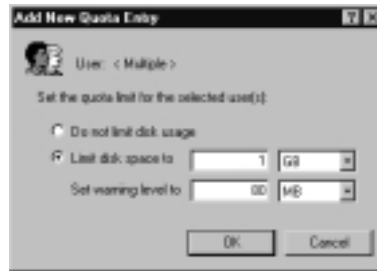 Add New Quota Entry
User: < Multiple >
Set the quota limit for the selected user(s):
Do not limit disk usage
Limit disk space to 1 GB
Set warning level to MB
OK Cancel